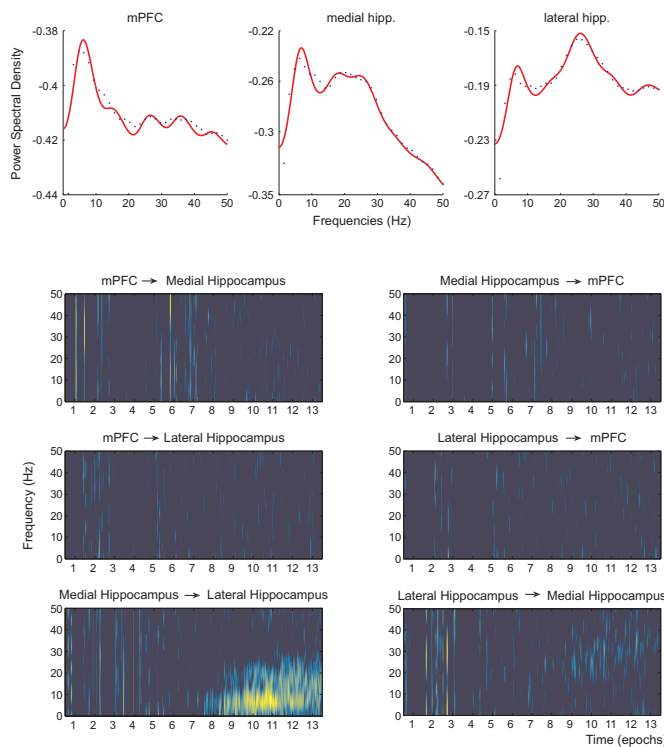 mPFC
medial hipp.
lateral hipp.
Power Spectral Density
-0.38
-0.4
-0.42
-0.44
0 10 20 30 40 50
-0.22
-0.26
-0.3
-0.35
0 10 20 30 40 50
-0.15
-0.19
-0.23
-0.27
0 10 20 30 40 50
Frequencies (Hz)
mPFC → Medial Hippocampus
50
40
30
20
10
0
1 2 3 4 5 6 7 8 9 10 11 12 13
Medial Hippocampus → mPFC
50
40
30
20
10
0
1 2 3 4 5 6 7 8 9 10 11 12 13
mPFC → Lateral Hippocampus
50
40
30
20
10
0
1 2 3 4 5 6 7 8 9 10 11 12 13
Lateral Hippocampus → mPFC
50
40
30
20
10
0
1 2 3 4 5 6 7 8 9 10 11 12 13
Frequency (Hz)
Medial Hippocampus → Lateral Hippocampus
50
40
30
20
10
0
1 2 3 4 5 6 7 8 9 10 11 12 13
Lateral Hippocampus → Medial Hippocampus
50
40
30
20
10
0
1 2 3 4 5 6 7 8 9 10 11 12 13
Time (epochs)